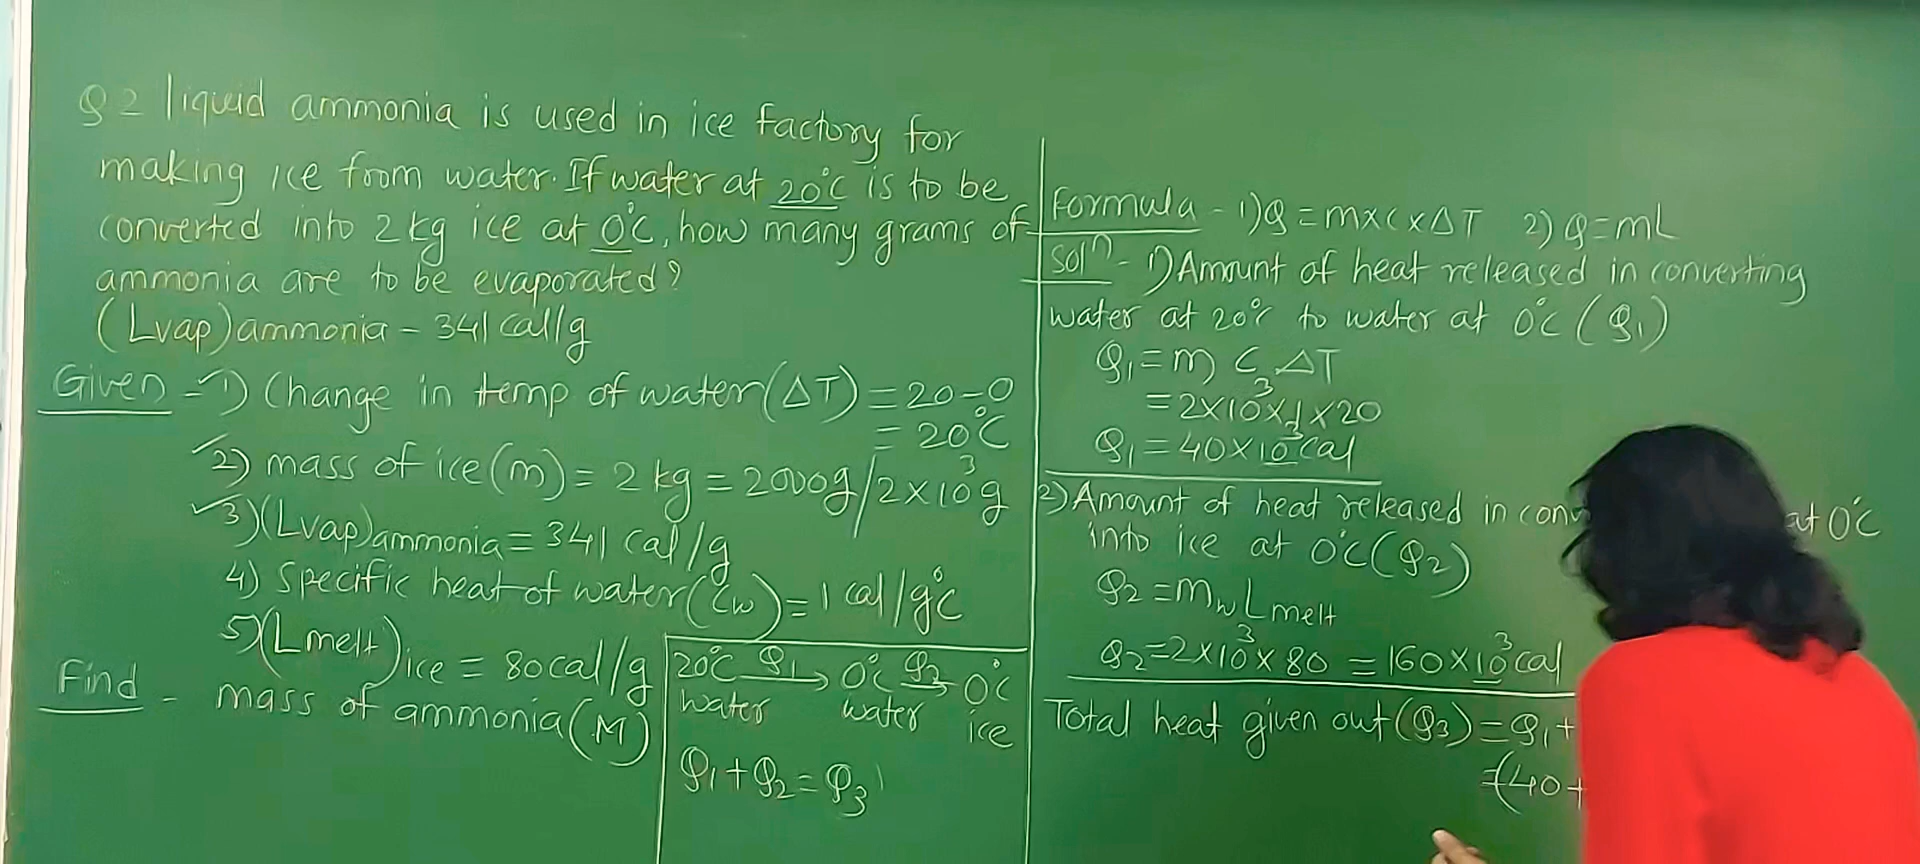 Q 2 liquid ammonia is used in ice factory for
making ice from water. If water at 20°C is to be
converted into 2 kg ice at 0°C, how many grams of
ammonia are to be evaporated?
(Lvap)ammonia - 341 cal/g
Given - 1) Change in temp of water (ΔT) = 20-0
= 20°C
2) mass of ice (m) = 2 kg = 2000g / 2×10³g
3) (Lvap)ammonia = 341 cal/g
4) Specific heat of water (Cw) = 1 cal/g°C
5) (Lmelt)ice = 80 cal/g
Find - mass of ammonia (M)
20°C Q1 → 0°C Q2 → 0°C
water water ice
Q1+Q2=Q3
Formula - 1) Q = m×C×ΔT 2) Q=mL
Solⁿ - 1) Amount of heat released in converting
water at 20°C to water at 0°C (Q1)
Q1 = m C ΔT
= 2×10³×1×20
Q1 = 40×10³ cal
2) Amount of heat released in at 0°C
into ice at 0°C (Q2)
Q2 = mw Lmelt
Q2 = 2×10³×80 = 160×10³ cal
Total heat given out (Q3) = Q1+
=(40+